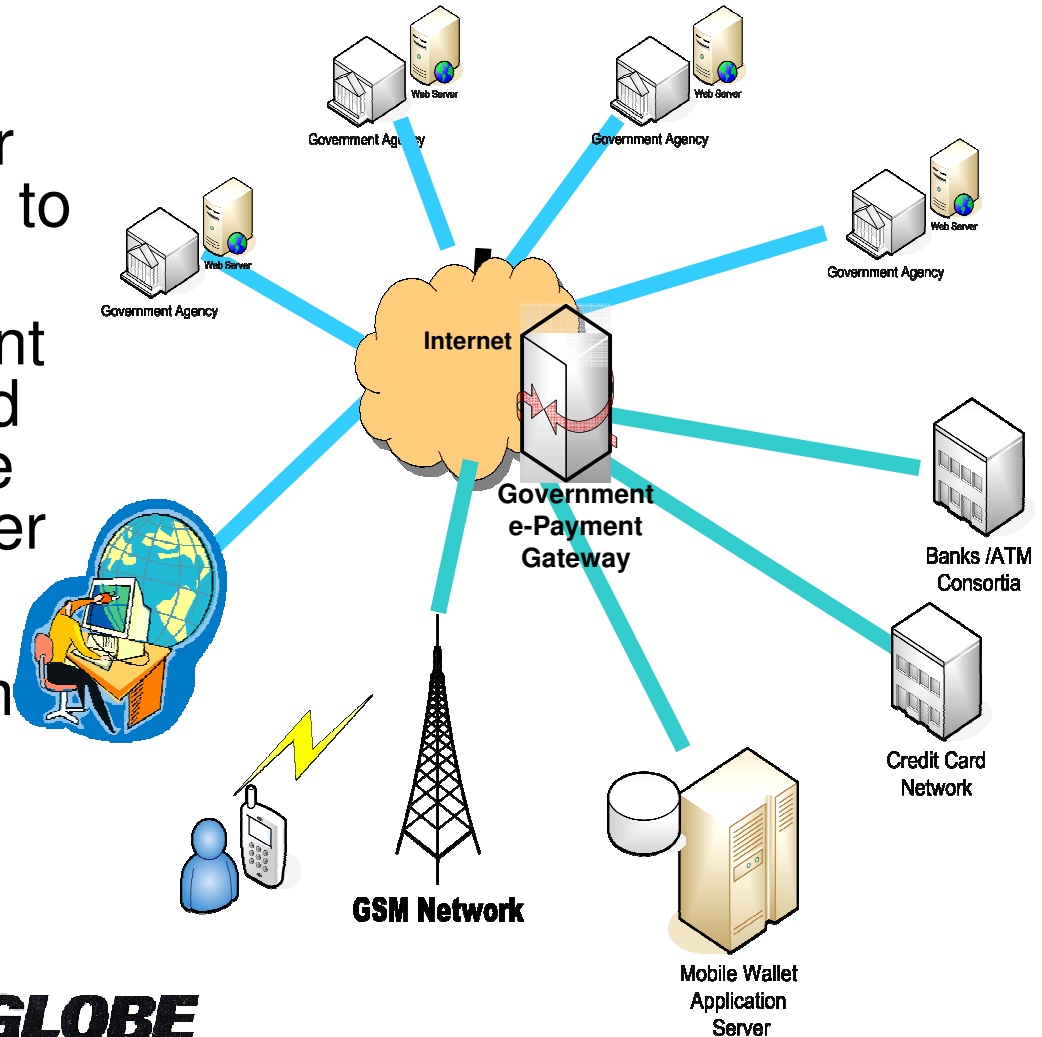 Web Server
Government Agency
Web Server
Government Agency
r
to
Web Server
Government Agency
Web Server
Government Agency
nt
d
e
er
n
Internet
Government
e-Payment
Gateway
Banks /ATM
Consortia
Credit Card
Network
GSM Network
Mobile Wallet
Application
Server
GLOBE